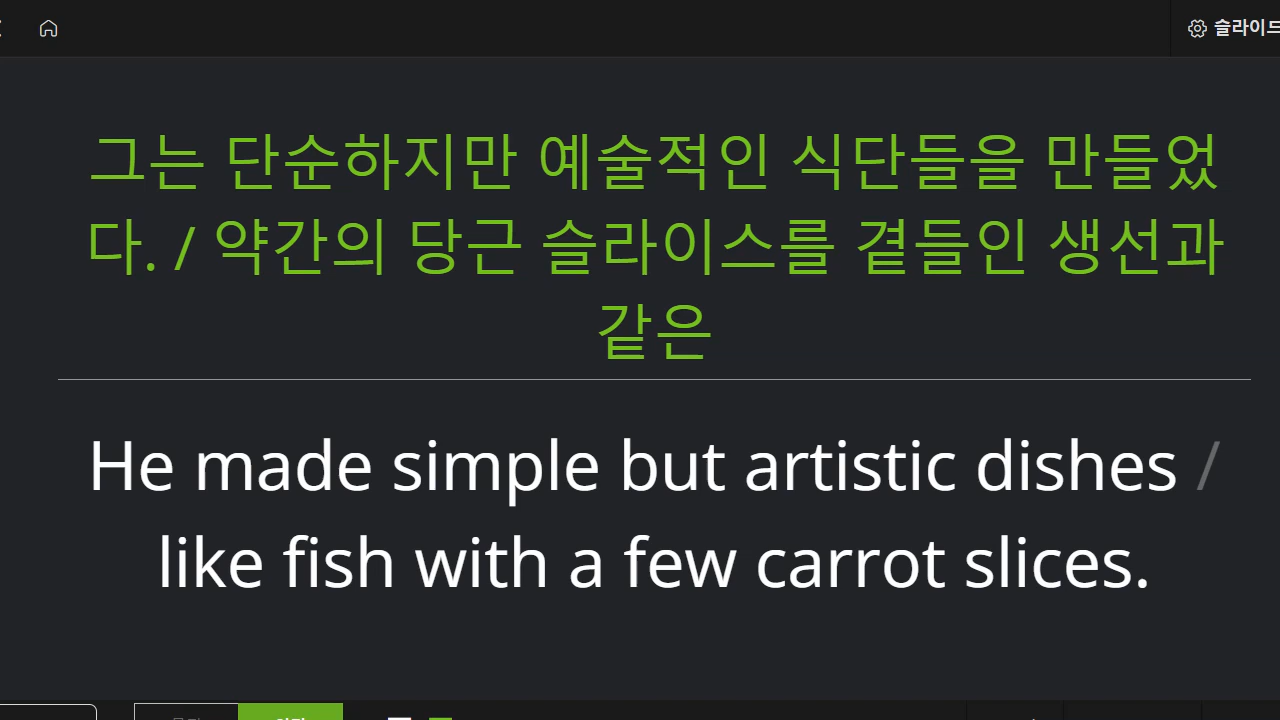 슬라이드
그는 단순하지만 예술적인 식단들을 만들었
다. / 약간의 당근 슬라이스를 곁들인 생선과
같은
He made simple but artistic dishes /
like fish with a few carrot slices.